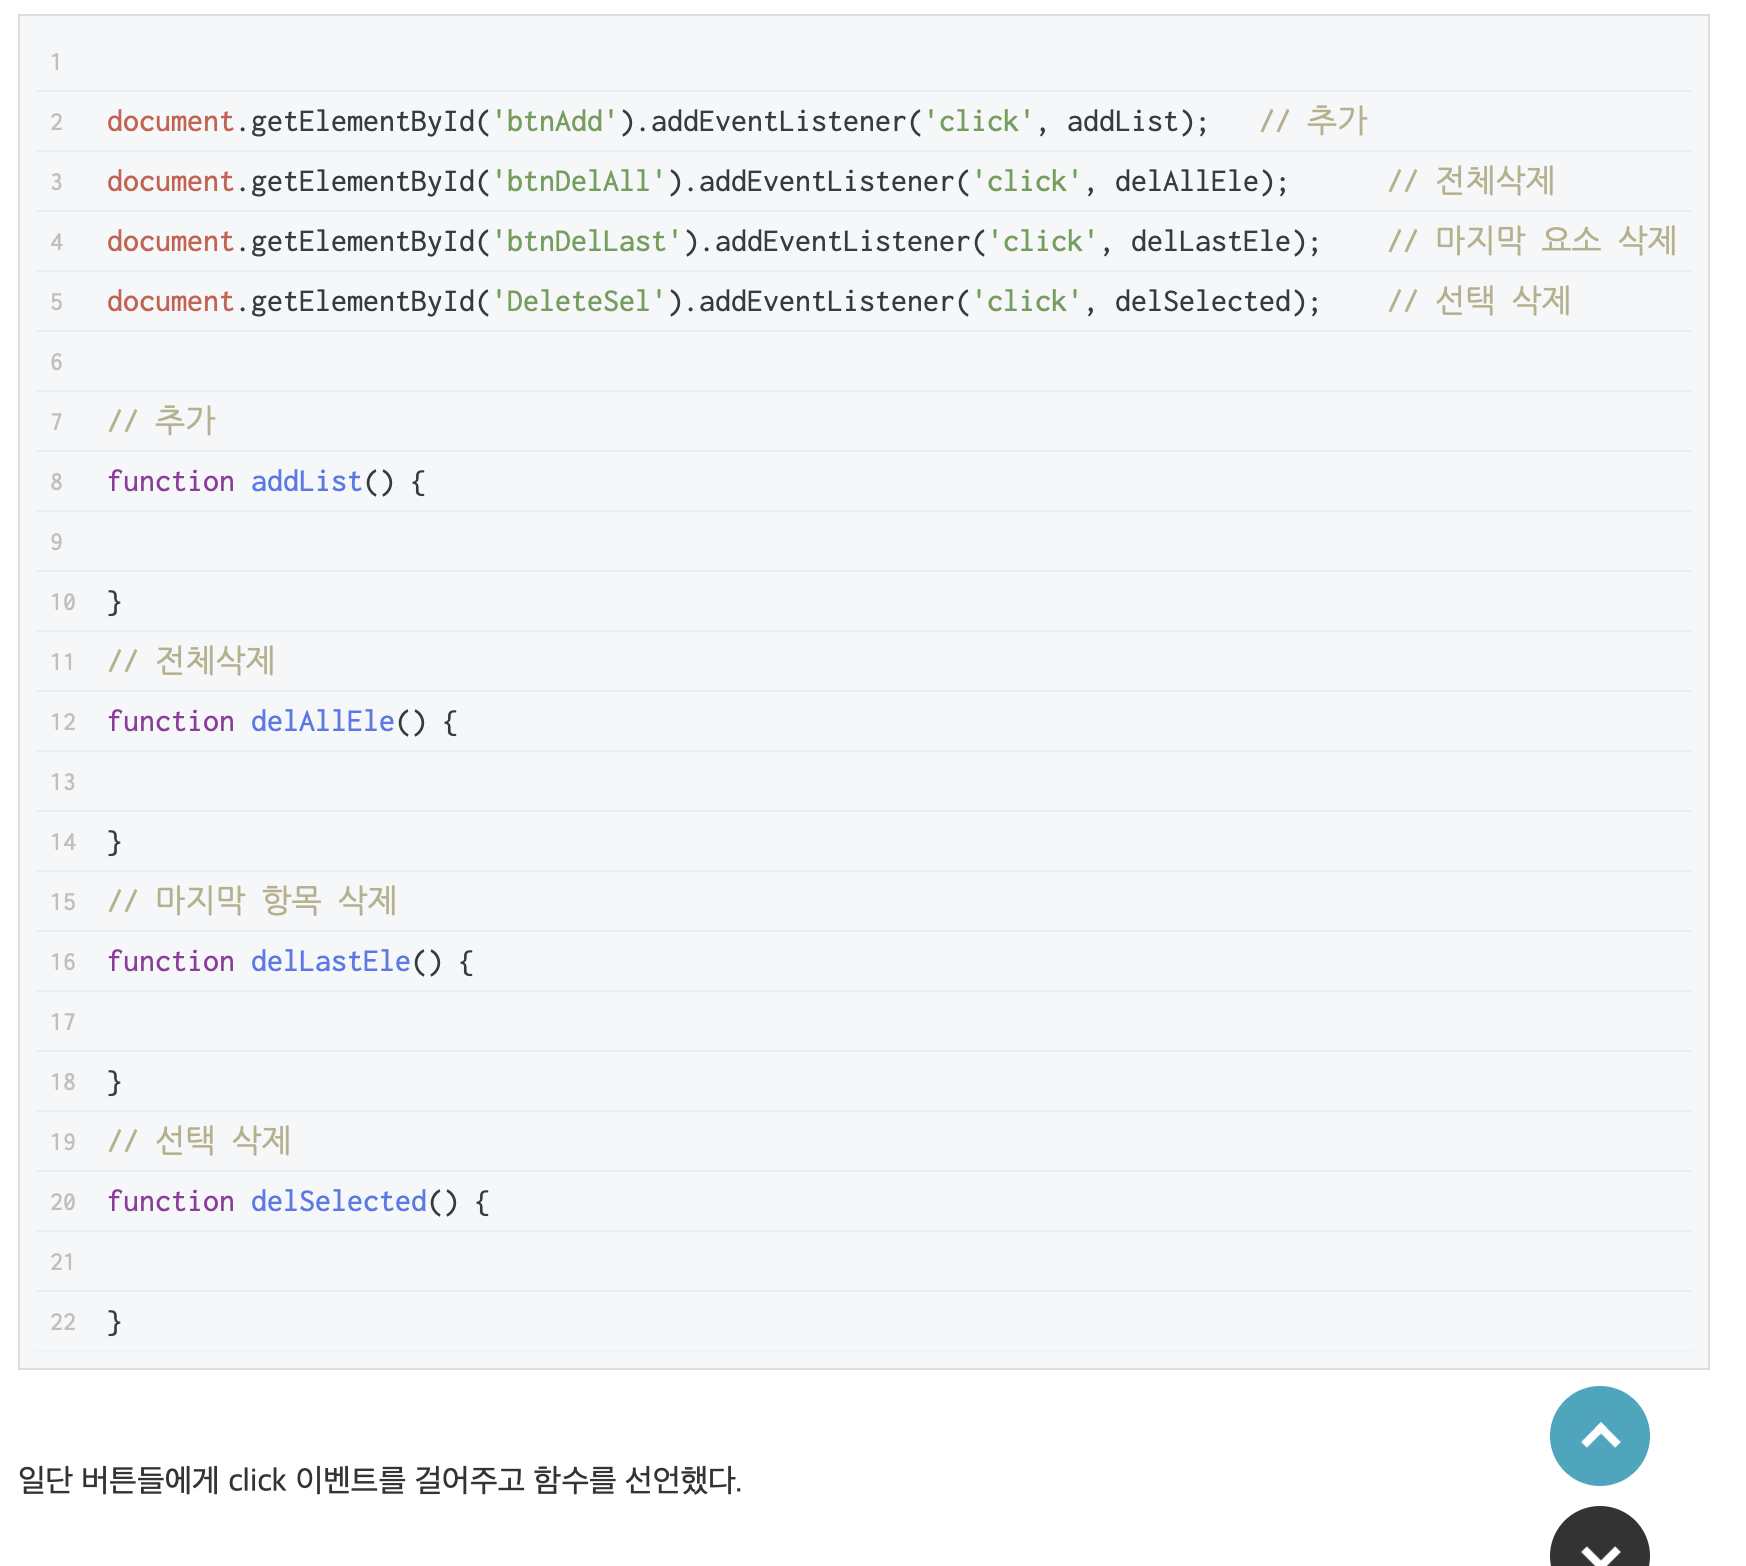 1
2 document.getElementById('btnAdd').addEventListener('click', addList);   // 추가
3 document.getElementById('btnDelAll').addEventListener('click', delAllEle);      // 전체삭제
4 document.getElementById('btnDelLast').addEventListener('click', delLastEle);    // 마지막 요소 삭제
5 document.getElementById('DeleteSel').addEventListener('click', delSelected);    // 선택 삭제
6
7 // 추가
8 function addList() {
9
10 }
11 // 전체삭제
12 function delAllEle() {
13
14 }
15 // 마지막 항목 삭제
16 function delLastEle() {
17
18 }
19 // 선택 삭제
20 function delSelected() {
21
22 }
일단 버튼들에게 click 이벤트를 걸어주고 함수를 선언했다.